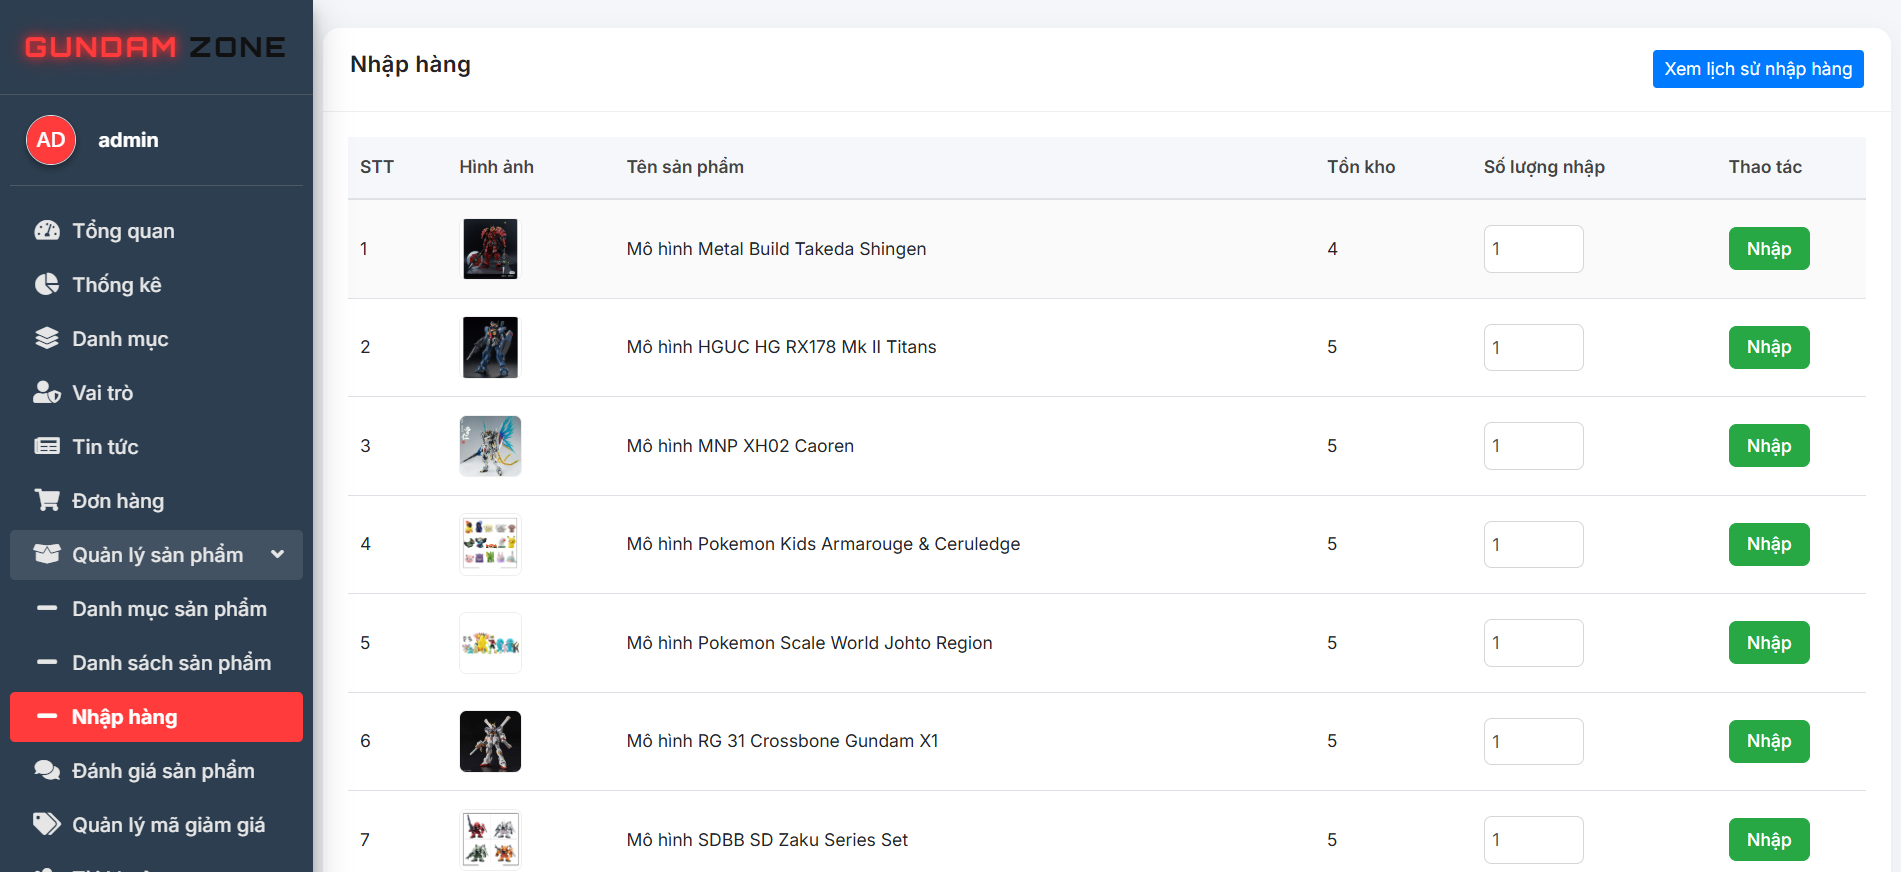 GUNDAM ZONE
AD admin
Tổng quan
Thống kê
Danh mục
Vai trò
Tin tức
Đơn hàng
Quản lý sản phẩm
Danh mục sản phẩm
Danh sách sản phẩm
Nhập hàng
Đánh giá sản phẩm
Quản lý mã giảm giá
Nhập hàng
Xem lịch sử nhập hàng
STT Hình ảnh Tên sản phẩm Tồn kho Số lượng nhập Thao tác
1 Mô hình Metal Build Takeda Shingen 4 1 Nhập
2 Mô hình HGUC HG RX178 Mk II Titans 5 1 Nhập
3 Mô hình MNP XH02 Caoren 5 1 Nhập
4 Mô hình Pokemon Kids Armarouge & Ceruledge 5 1 Nhập
5 Mô hình Pokemon Scale World Johto Region 5 1 Nhập
6 Mô hình RG 31 Crossbone Gundam X1 5 1 Nhập
7 Mô hình SDBB SD Zaku Series Set 5 1 Nhập